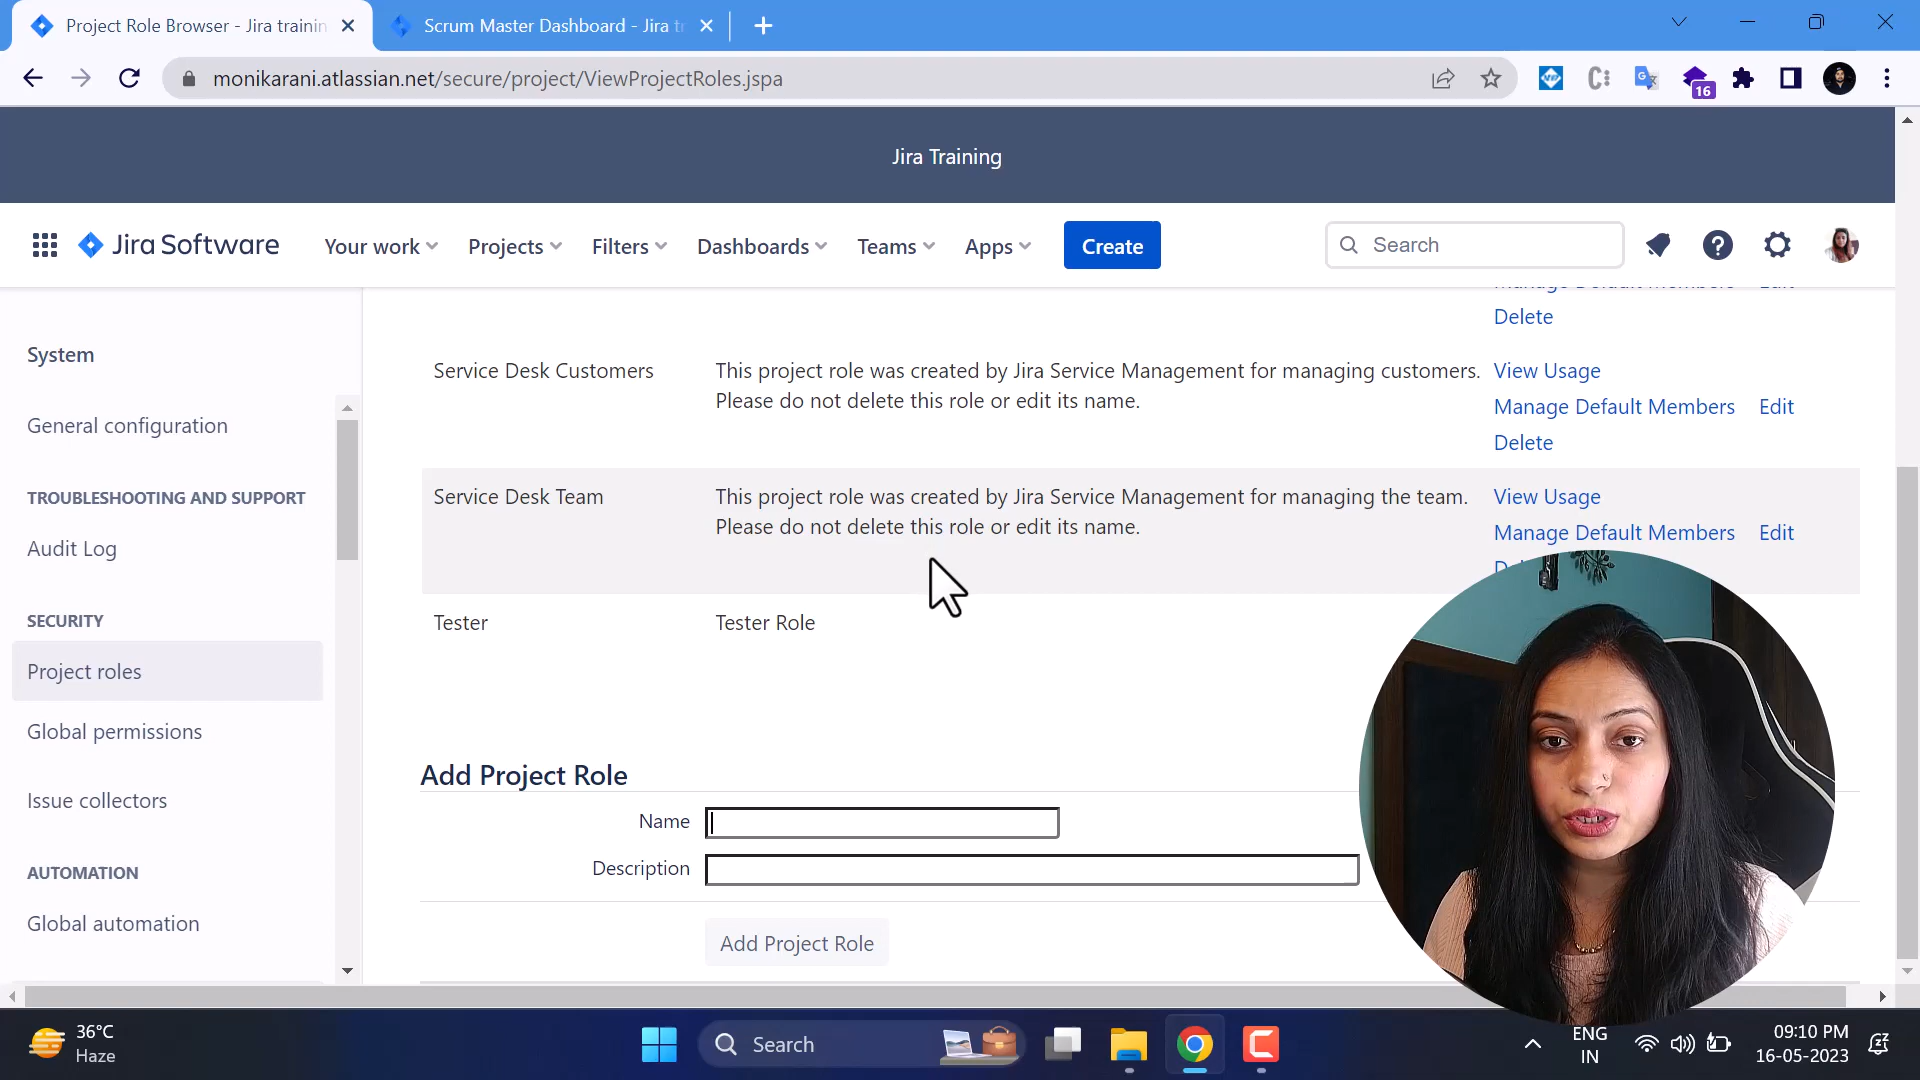 Project Role Browser - Jira trainin
Scrum Master Dashboard - Jira tr
monikarani.atlassian.net/secure/project/ViewProjectRoles.jspa
16
Jira Training
Jira Software
Your work
Projects
Filters
Dashboards
Teams
Apps
Create
Search
System
General configuration
TROUBLESHOOTING AND SUPPORT
Audit Log
SECURITY
Project roles
Global permissions
Issue collectors
AUTOMATION
Global automation
Manage Default Members Edit
Delete
Service Desk Customers
This project role was created by Jira Service Management for managing customers.
Please do not delete this role or edit its name.
View Usage
Manage Default Members Edit
Delete
Service Desk Team
This project role was created by Jira Service Management for managing the team.
Please do not delete this role or edit its name.
View Usage
Manage Default Members Edit
Tester
Tester Role
Add Project Role
Name
Description
Add Project Role
36°C
Haze
Search
ENG
IN
09:10 PM
16-05-2023